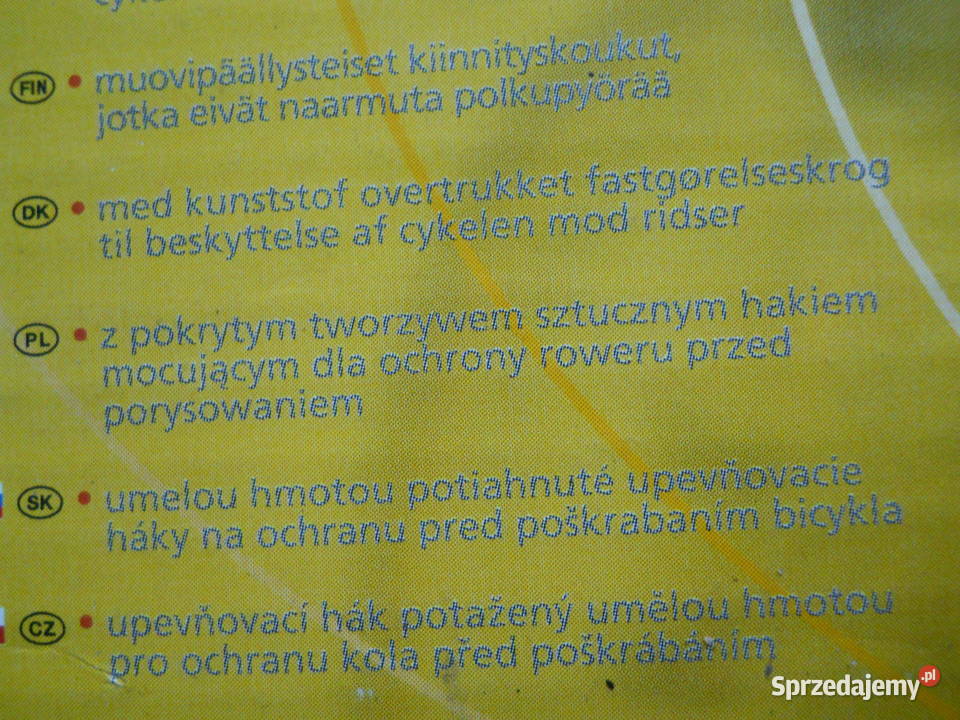 FIN • muovipäällysteiset kiinnityskoukut,
jotka eivät naarmuta polkupyörää
DK • med kunststof overtrukket fastgørelseskrog
til beskyttelse af cykelen mod ridser
PL • z pokrytym tworzywem sztucznym hakiem
mocującym dla ochrony roweru przed
porysowaniem
SK • umelou hmotou potiahnuté upevňovacie
háky na ochranu pred poškrabaním bicykla
CZ • upevňovací hák potažený umělou hmotou
pro ochranu kola před poškrábáním
Sprzedajemy.pl